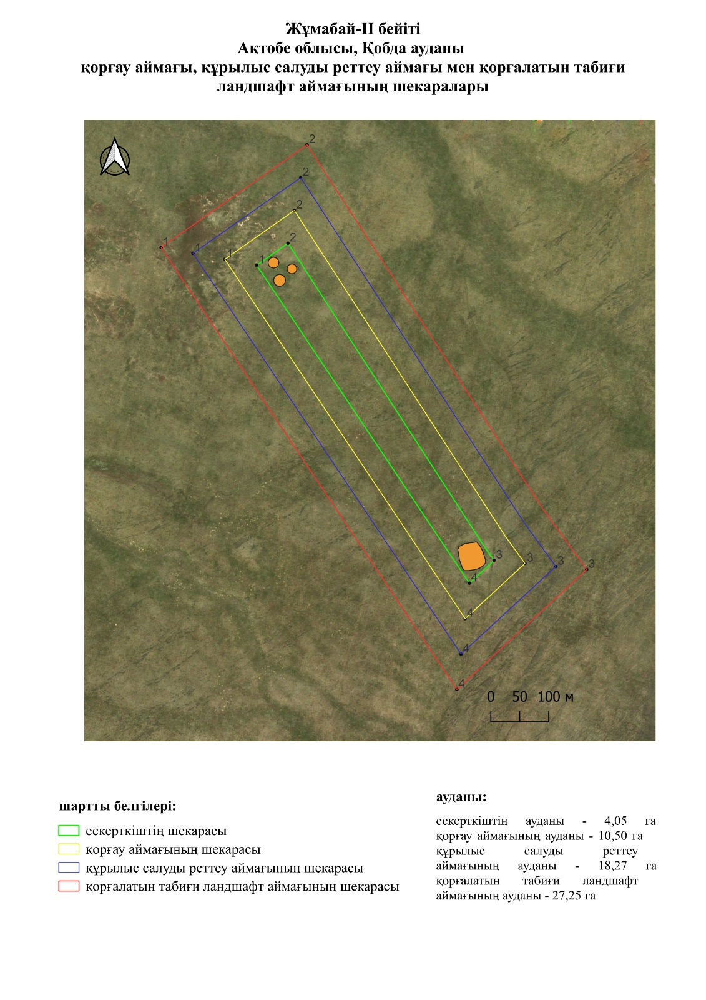 Жұмабай-II бейіті
Ақтөбе облысы, Қобда ауданы
қорғау аймағы, құрылыс салуды реттеу аймағы мен қорғалатын табиғи
ландшафт аймағының шекаралары
2
2
2
2
1
1
1
1
3
3
3
3
4
4
4
4
0 50 100 м
шартты белгілері:
ескерткіштің шекарасы
қорғау аймағының шекарасы
құрылыс салуды реттеу аймағының шекарасы
қорғалатын табиғи ландшафт аймағының шекарасы
ауданы:
ескерткіштің ауданы - 4,05 га
қорғау аймағының ауданы - 10,50 га
құрылыс салуды реттеу
аймағының ауданы - 18,27 га
қорғалатын табиғи ландшафт
аймағының ауданы - 27,25 га